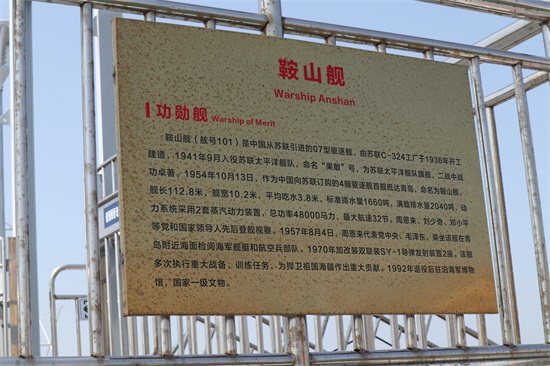 鞍山舰
Warship Anshan
功勋舰 Warship of Merit
鞍山舰（舷号101）是中国从苏联引进的07型驱逐舰，由苏联C-324工厂于1936年开工
建造，1941年9月入役苏联太平洋舰队，命名“果敢”号，为苏联太平洋舰队旗舰，二战中战
功卓著。1954年10月13日，作为中国向苏联订购的4艘驱逐舰首舰抵达青岛，命名为鞍山舰。
舰长112.8米，舰宽10.2米，平均吃水3.8米，标准排水量1660吨，满载排水量2040吨，动
力系统采用2套蒸汽动力装置，总功率48000马力，最大航速32节。周恩来、刘少奇、邓小平
等党和国家领导人先后登舰视察。1957年8月4日，周恩来代表党中央、毛泽东，乘坐该舰在青
岛附近海面检阅海军舰艇和航空兵部队。1970年加改装双联装SY-1导弹发射装置2座。该舰
多次执行重大战备、训练任务，为捍卫祖国海疆作出重大贡献。1992年退役后驻泊海军博物
馆，国家一级文物。